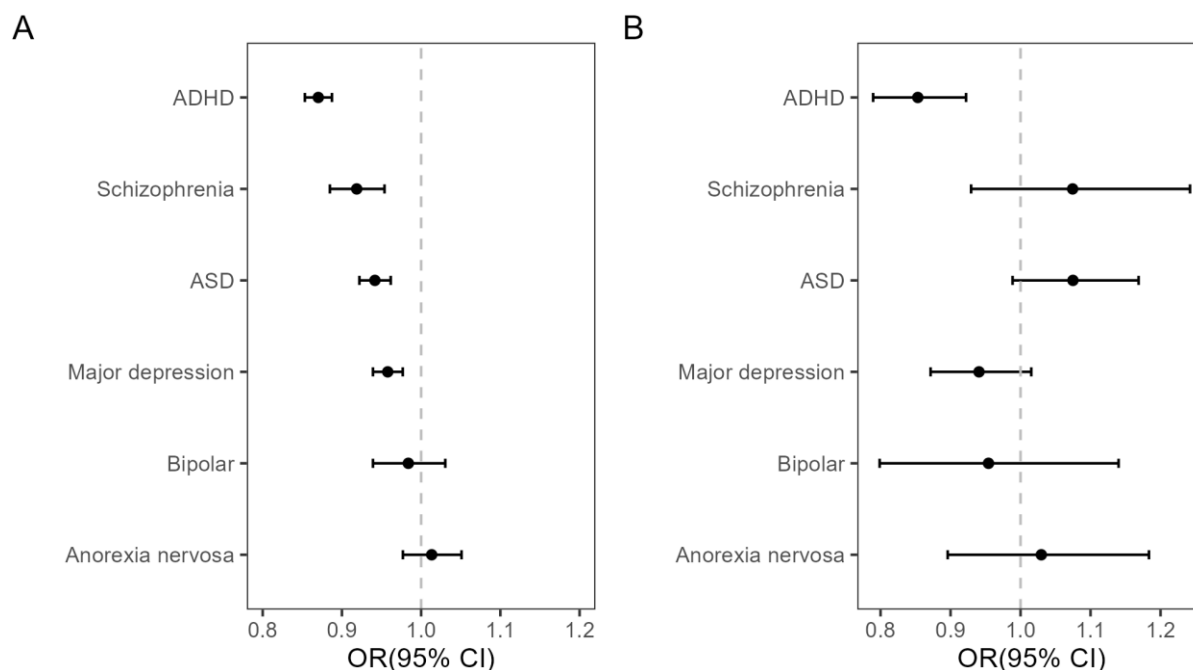 A
ADHD
Schizophrenia
ASD
Major depression
Bipolar
Anorexia nervosa
0.8 0.9 1.0 1.1 1.2
OR(95% CI)
B
ADHD
Schizophrenia
ASD
Major depression
Bipolar
Anorexia nervosa
0.8 0.9 1.0 1.1 1.2
OR(95% CI)